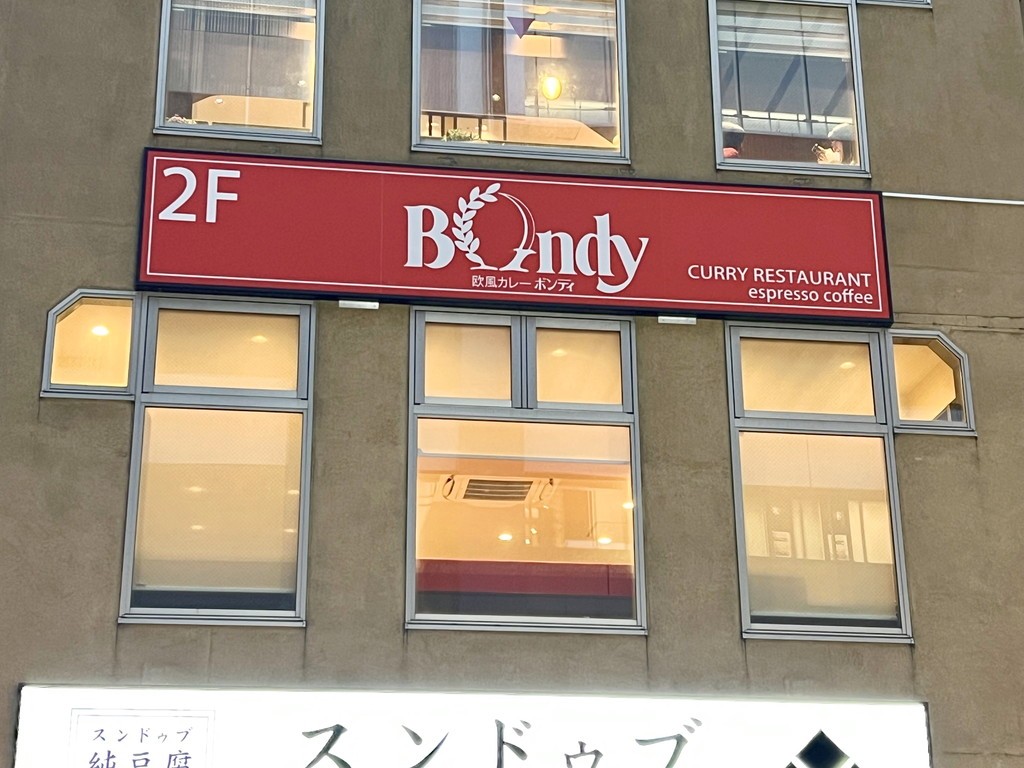 2F
Bondy
欧風カレー ボンディ
CURRY RESTAURANT
espresso coffee
スンドゥブ
純豆腐
スンドゥブ